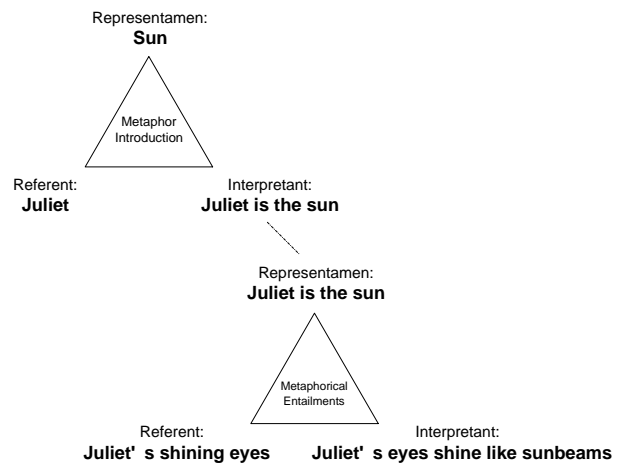 Representamen:
Sun
Metaphor
Introduction
Referent:
Juliet
Interpretant:
Juliet is the sun
Representamen:
Juliet is the sun
Metaphorical
Entailments
Referent:
Juliet' s shining eyes
Interpretant:
Juliet' s eyes shine like sunbeams